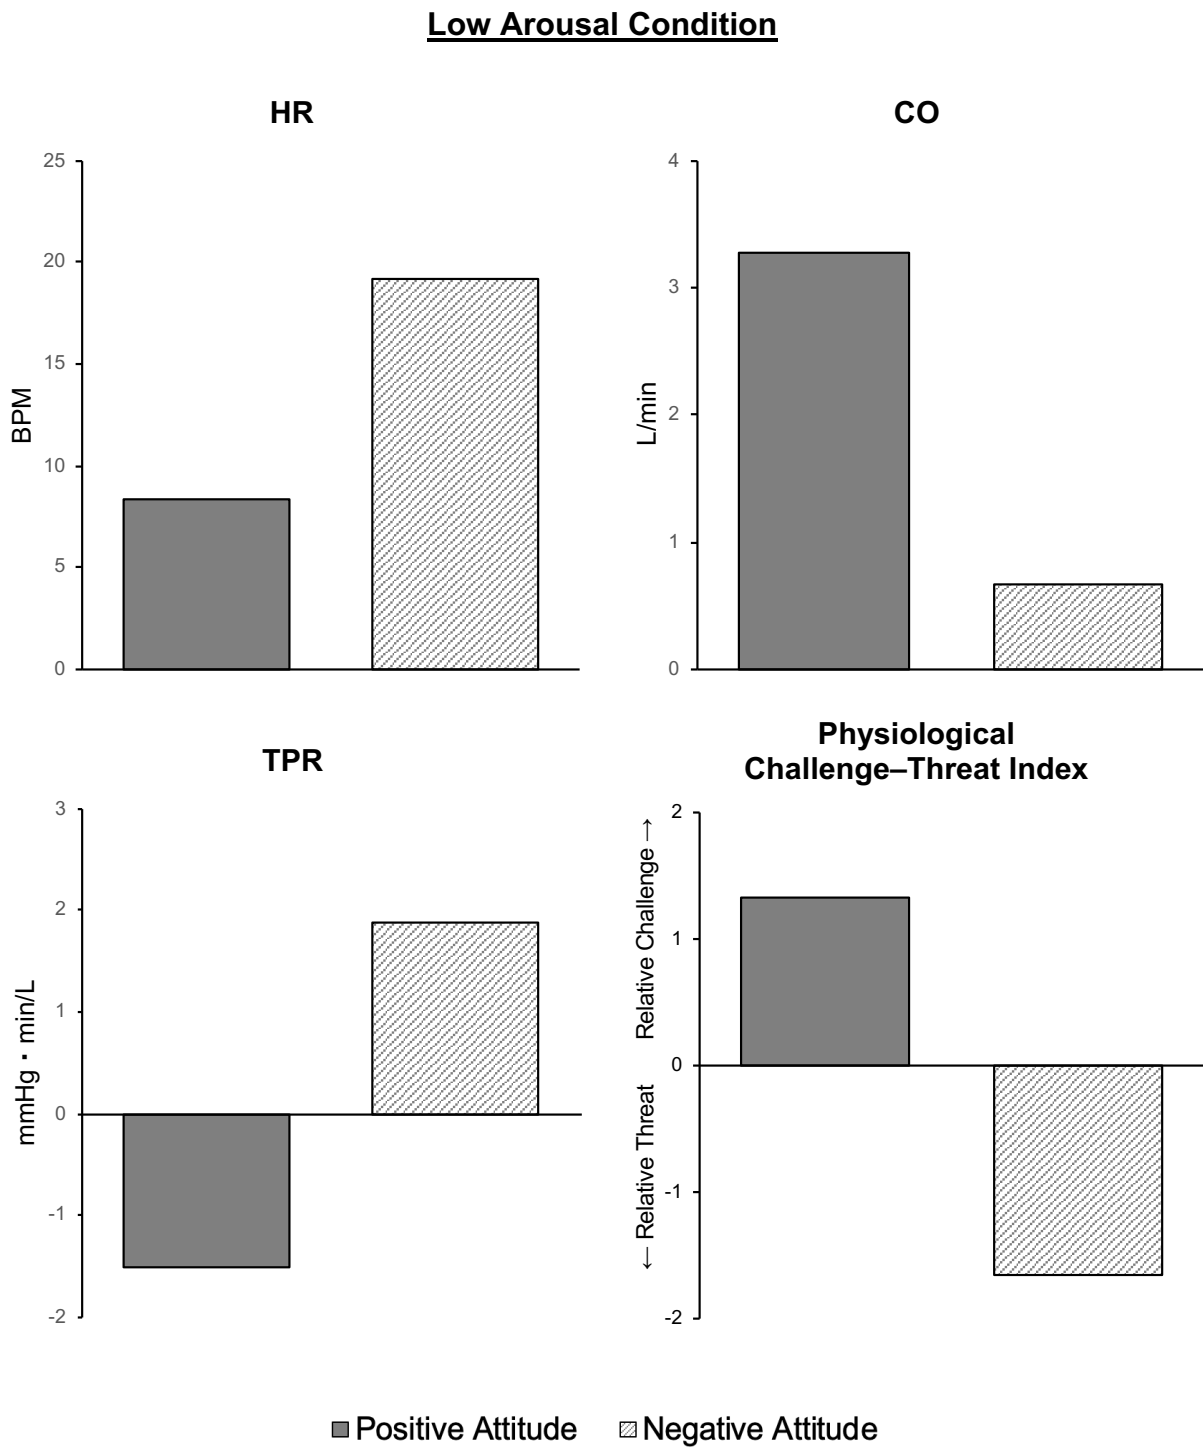 Low Arousal Condition
HR
25
20
15
10
5
0
BPM
CO
4
3
2
1
0
L/min
TPR
3
2
1
0
-1
-2
mmHg · min/L
Physiological
Challenge–Threat Index
2
1
0
-1
-2
← Relative Threat Relative Challenge →
Positive Attitude Negative Attitude